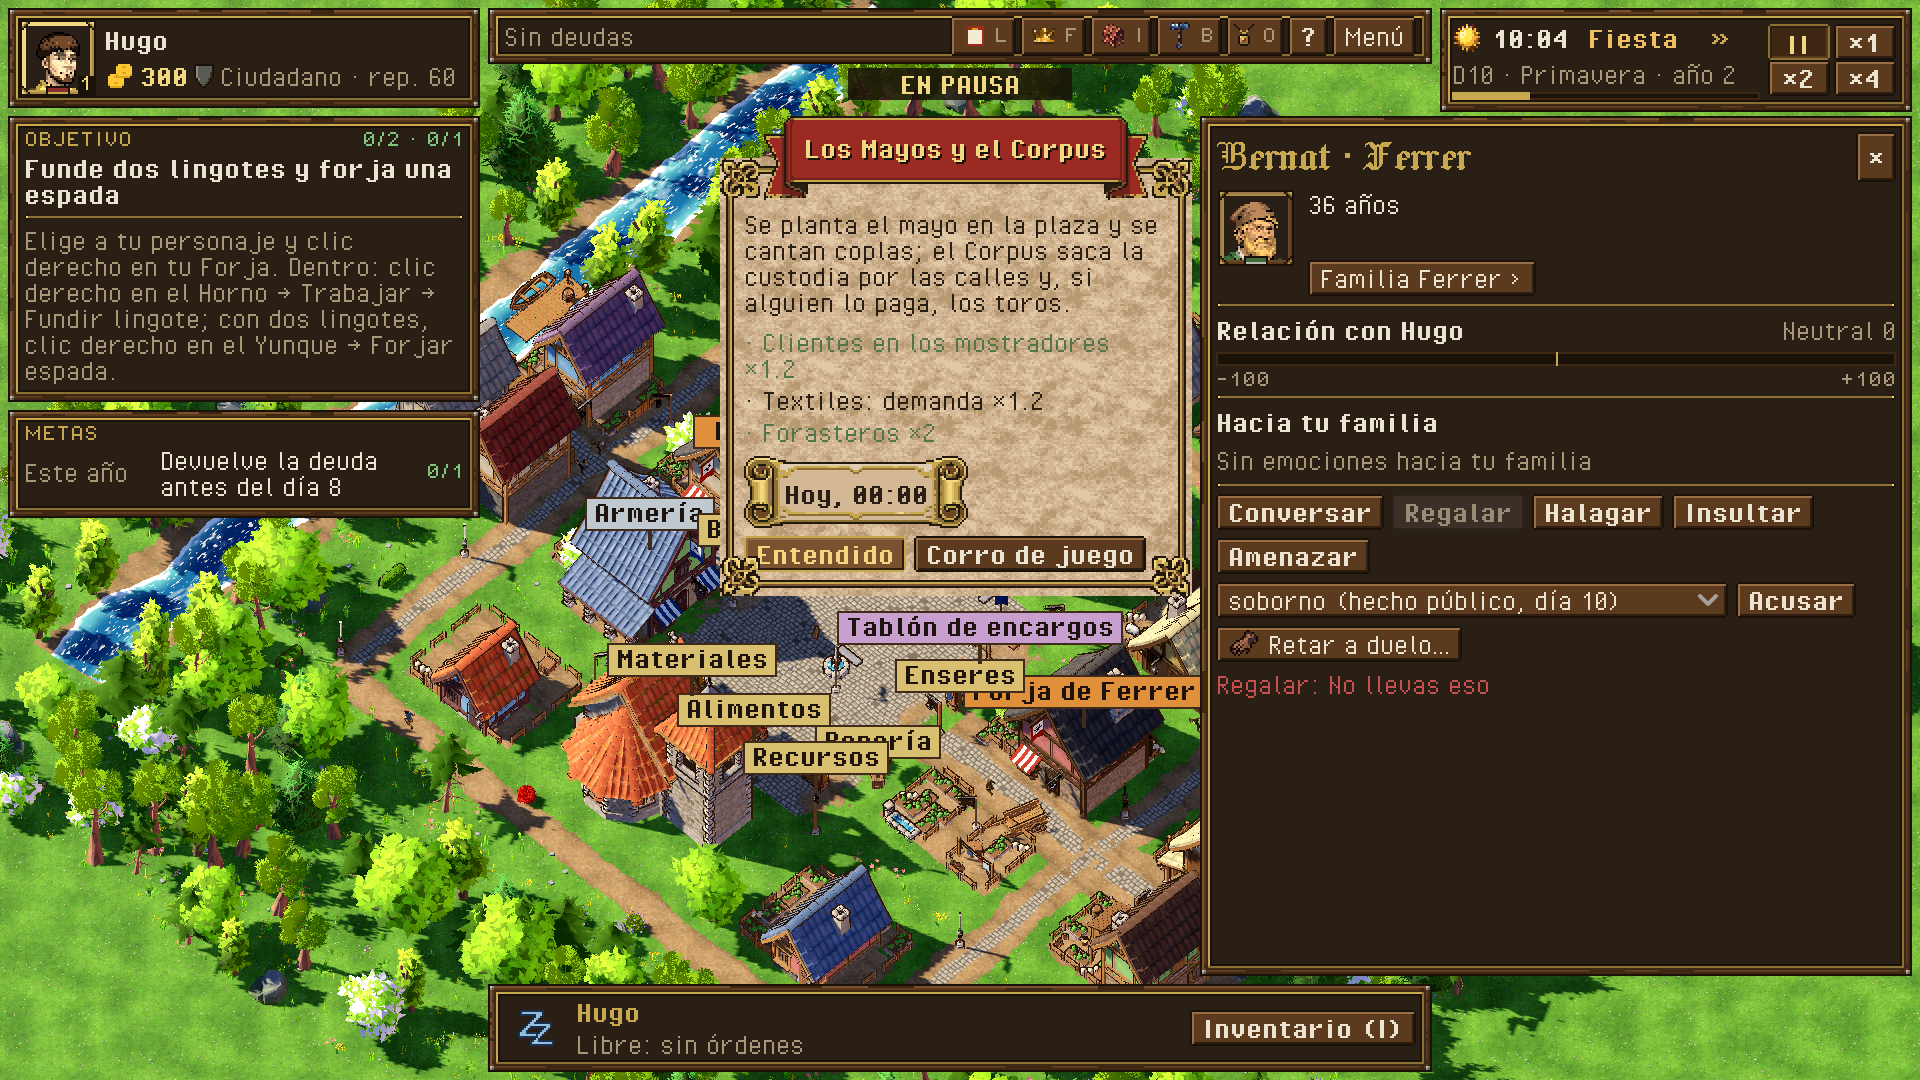 Hugo
300 Ciudadano · rep. 60
1
Sin deudas
L
F
I
B
O
?
Menú
10:04 Fiesta »
D10 · Primavera · año 2
×1
×2
×4
EN PAUSA
OBJETIVO 0/2 · 0/1
Funde dos lingotes y forja una
espada
Elige a tu personaje y clic
derecho en tu Forja. Dentro: clic
derecho en el Horno → Trabajar →
Fundir lingote; con dos lingotes,
clic derecho en el Yunque → Forjar
espada.
METAS
Este año
Devuelve la deuda
antes del día 8
0/1
Los Mayos y el Corpus
Se planta el mayo en la plaza y se
cantan coplas; el Corpus saca la
custodia por las calles y, si
alguien lo paga, los toros.
· Clientes en los mostradores
×1.2
· Textiles: demanda ×1.2
· Forasteros ×2
Hoy, 00:00
Entendido
Corro de juego
Armería
B
Tablón de encargos
Materiales
Enseres
Forja de Ferrer
Alimentos
Recursos
Bernat · Ferrer
×
36 años
Familia Ferrer >
Relación con Hugo Neutral 0
-100 +100
Hacia tu familia
Sin emociones hacia tu familia
Conversar
Regalar
Halagar
Insultar
Amenazar
soborno (hecho público, día 10)
Acusar
Retar a duelo...
Regalar: No llevas eso
Hugo
Libre: sin órdenes
Inventario (I)